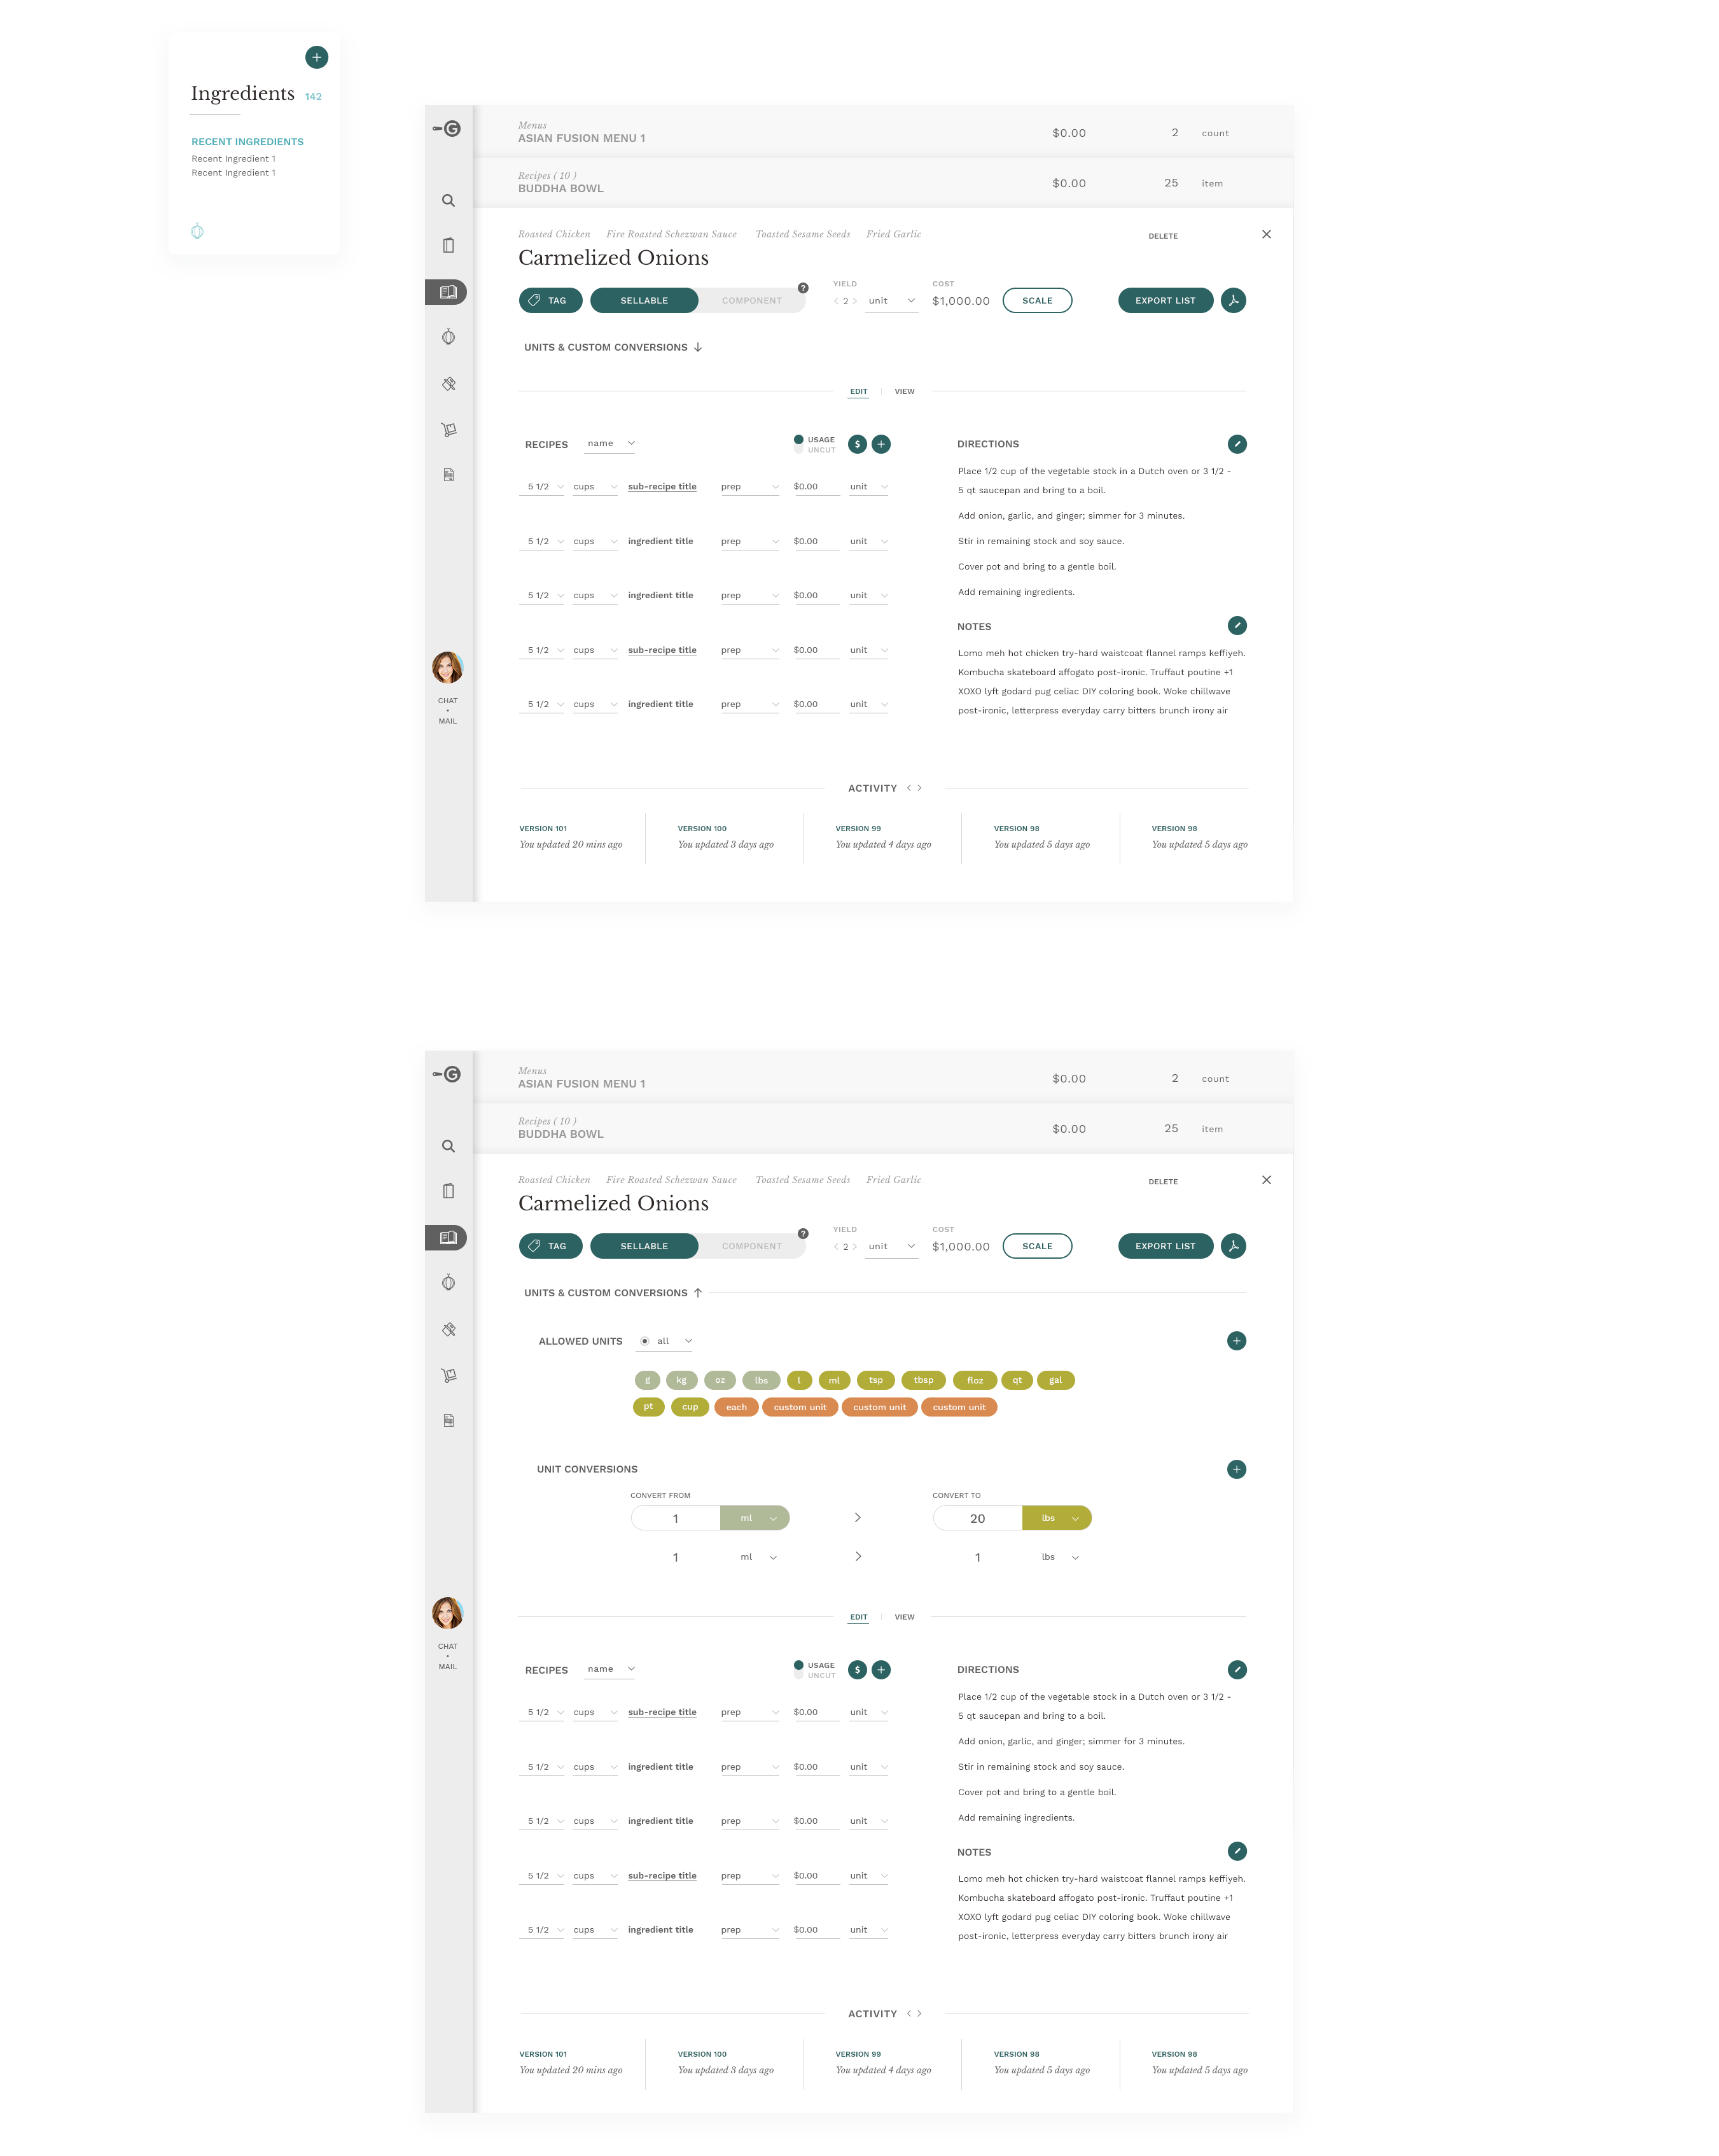 Ingredients 142
RECENT INGREDIENTS
Recent Ingredient 1
Recent Ingredient 1
G
Menus
ASIAN FUSION MENU 1 $0.00 2 count
Recipes ( 10 )
BUDDHA BOWL $0.00 25 item
Roasted Chicken Fire Roasted Schezwan Sauce Toasted Sesame Seeds Fried Garlic DELETE
Carmelized Onions
YIELD COST
TAG SELLABLE COMPONENT ? 2 unit $1,000.00 SCALE EXPORT LIST
UNITS & CUSTOM CONVERSIONS
EDIT VIEW
RECIPES name USAGE UNCUT $
5 1/2 cups sub-recipe title prep $0.00 unit
5 1/2 cups ingredient title prep $0.00 unit
5 1/2 cups ingredient title prep $0.00 unit
5 1/2 cups sub-recipe title prep $0.00 unit
5 1/2 cups ingredient title prep $0.00 unit
DIRECTIONS
Place 1/2 cup of the vegetable stock in a Dutch oven or 3 1/2 -
5 qt saucepan and bring to a boil.
Add onion, garlic, and ginger; simmer for 3 minutes.
Stir in remaining stock and soy sauce.
Cover pot and bring to a gentle boil.
Add remaining ingredients.
NOTES
Lomo meh hot chicken try-hard waistcoat flannel ramps keffiyeh.
Kombucha skateboard affogato post-ironic. Truffaut poutine +1
XOXO lyft godard pug celiac DIY coloring book. Woke chillwave
post-ironic, letterpress everyday carry bitters brunch irony air
CHAT
MAIL
ACTIVITY
VERSION 101 VERSION 100 VERSION 99 VERSION 98 VERSION 98
You updated 20 mins ago You updated 3 days ago You updated 4 days ago You updated 5 days ago You updated 5 days ago
G
Menus
ASIAN FUSION MENU 1 $0.00 2 count
Recipes ( 10 )
BUDDHA BOWL $0.00 25 item
Roasted Chicken Fire Roasted Schezwan Sauce Toasted Sesame Seeds Fried Garlic DELETE
Carmelized Onions
YIELD COST
TAG SELLABLE COMPONENT ? 2 unit $1,000.00 SCALE EXPORT LIST
UNITS & CUSTOM CONVERSIONS
ALLOWED UNITS all
g kg oz lbs l ml tsp tbsp floz qt gal
pt cup each custom unit custom unit custom unit
UNIT CONVERSIONS
CONVERT FROM CONVERT TO
1 ml 20 lbs
1 ml 1 lbs
EDIT VIEW
RECIPES name USAGE UNCUT $
5 1/2 cups sub-recipe title prep $0.00 unit
5 1/2 cups ingredient title prep $0.00 unit
5 1/2 cups ingredient title prep $0.00 unit
5 1/2 cups sub-recipe title prep $0.00 unit
5 1/2 cups ingredient title prep $0.00 unit
DIRECTIONS
Place 1/2 cup of the vegetable stock in a Dutch oven or 3 1/2 -
5 qt saucepan and bring to a boil.
Add onion, garlic, and ginger; simmer for 3 minutes.
Stir in remaining stock and soy sauce.
Cover pot and bring to a gentle boil.
Add remaining ingredients.
NOTES
Lomo meh hot chicken try-hard waistcoat flannel ramps keffiyeh.
Kombucha skateboard affogato post-ironic. Truffaut poutine +1
XOXO lyft godard pug celiac DIY coloring book. Woke chillwave
post-ironic, letterpress everyday carry bitters brunch irony air
CHAT
MAIL
ACTIVITY
VERSION 101 VERSION 100 VERSION 99 VERSION 98 VERSION 98
You updated 20 mins ago You updated 3 days ago You updated 4 days ago You updated 5 days ago You updated 5 days ago